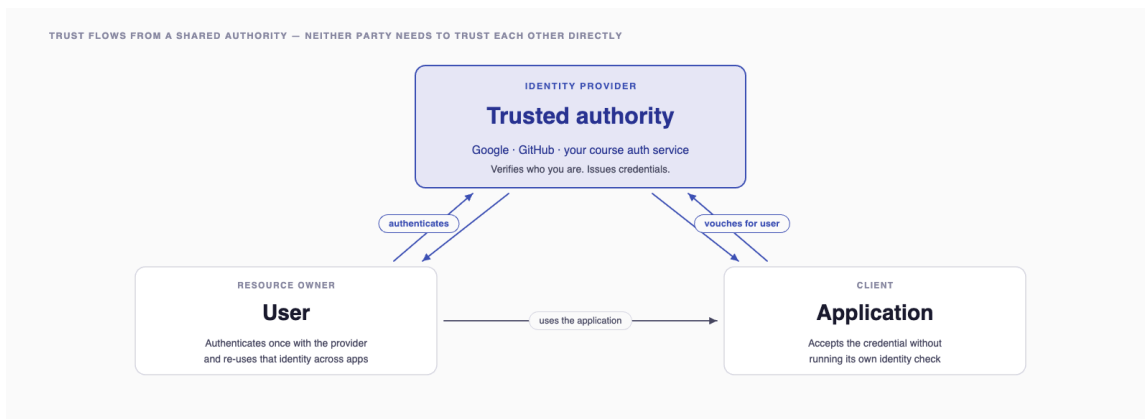 TRUST FLOWS FROM A SHARED AUTHORITY — NEITHER PARTY NEEDS TO TRUST EACH OTHER DIRECTLY
IDENTITY PROVIDER
Trusted authority
Google · GitHub · your course auth service
Verifies who you are. Issues credentials.
authenticates
vouches for user
RESOURCE OWNER
User
Authenticates once with the provider
and re-uses that identity across apps
uses the application
CLIENT
Application
Accepts the credential without
running its own identity check